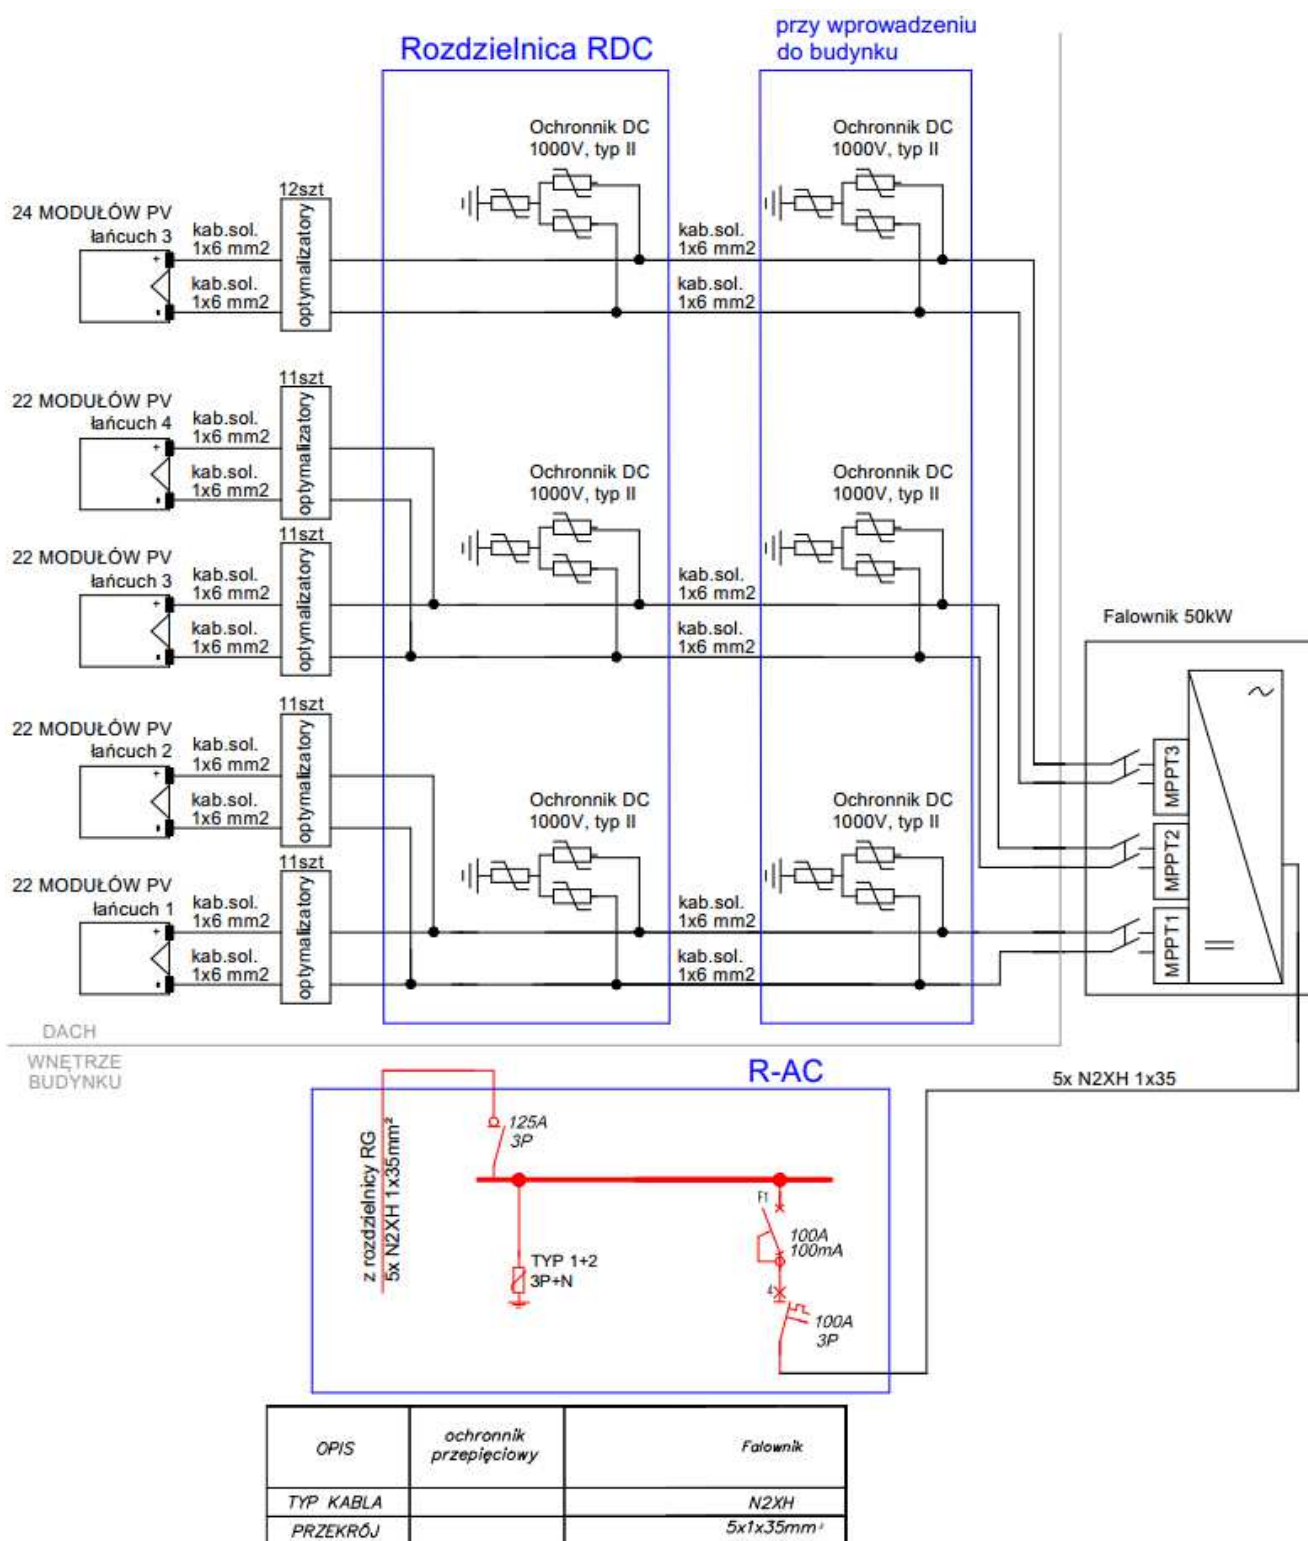 Rozdzielnica RDC
przy wprowadzeniu
do budynku
Ochronnik DC
1000V, typ II
Ochronnik DC
1000V, typ II
24 MODUŁÓW PV
łańcuch 3
kab.sol.
1x6 mm2
kab.sol.
1x6 mm2
12szt
optymalizatory
kab.sol.
1x6 mm2
kab.sol.
1x6 mm2
22 MODUŁÓW PV
łańcuch 4
kab.sol.
1x6 mm2
kab.sol.
1x6 mm2
11szt
optymalizatory
Ochronnik DC
1000V, typ II
Ochronnik DC
1000V, typ II
22 MODUŁÓW PV
łańcuch 3
kab.sol.
1x6 mm2
kab.sol.
1x6 mm2
11szt
optymalizatory
kab.sol.
1x6 mm2
kab.sol.
1x6 mm2
Falownik 50kW
22 MODUŁÓW PV
łańcuch 2
kab.sol.
1x6 mm2
kab.sol.
1x6 mm2
11szt
optymalizatory
MPPT3
MPPT2
MPPT1
Ochronnik DC
1000V, typ II
Ochronnik DC
1000V, typ II
22 MODUŁÓW PV
łańcuch 1
kab.sol.
1x6 mm2
kab.sol.
1x6 mm2
11szt
optymalizatory
kab.sol.
1x6 mm2
kab.sol.
1x6 mm2
DACH
WNĘTRZE
BUDYNKU
R-AC
5x N2XH 1x35
z rozdzielnicy RG
5x N2XH 1x35mm²
125A
3P
TYP 1+2
3P+N
F1
100A
100mA
4
100A
3P
OPIS
ochronnik
przepięciowy
Falownik
TYP KABLA
N2XH
PRZEKRÓJ
5x1x35mm²